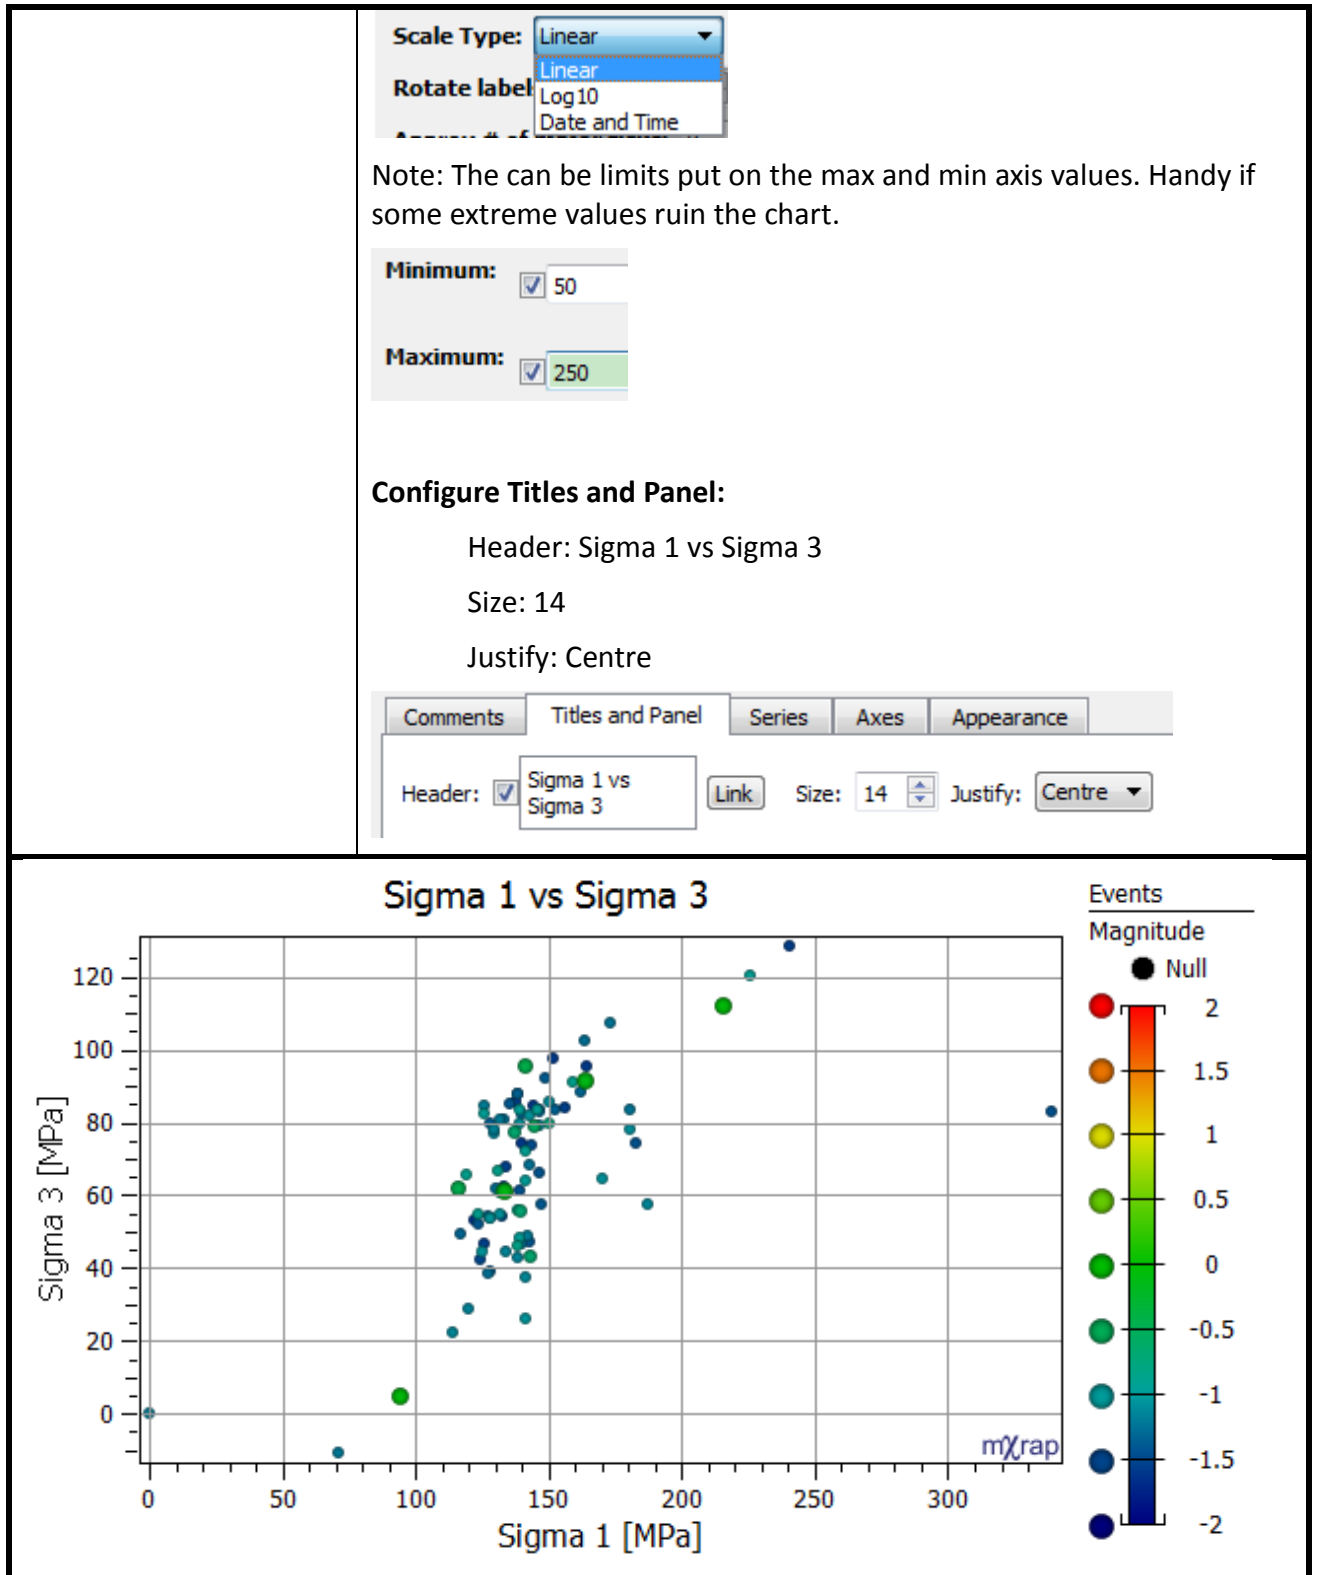 Scale Type: Linear
Linear
Rotate label
Log10
Date and Time
Note: The can be limits put on the max and min axis values. Handy if
some extreme values ruin the chart.
Minimum: 50
Maximum: 250
Configure Titles and Panel:
Header: Sigma 1 vs Sigma 3
Size: 14
Justify: Centre
Comments Titles and Panel Series Axes Appearance
Header: Sigma 1 vs
Sigma 3
Link Size: 14 Justify: Centre
Sigma 1 vs Sigma 3
Events
Magnitude
Null
2
1.5
1
0.5
0
-0.5
-1
-1.5
-2
Sigma 3 [MPa]
120
100
80
60
40
20
0
mχrap
0 50 100 150 200 250 300
Sigma 1 [MPa]